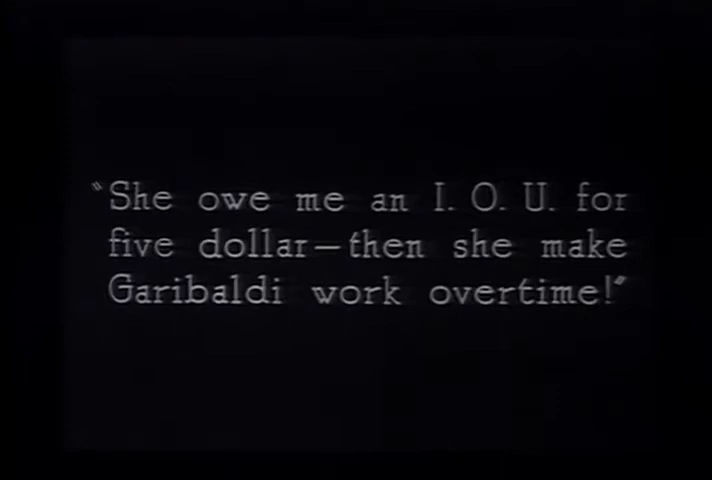 "She owe me an I. O. U. for
five dollar—then she make
Garibaldi work overtime!"